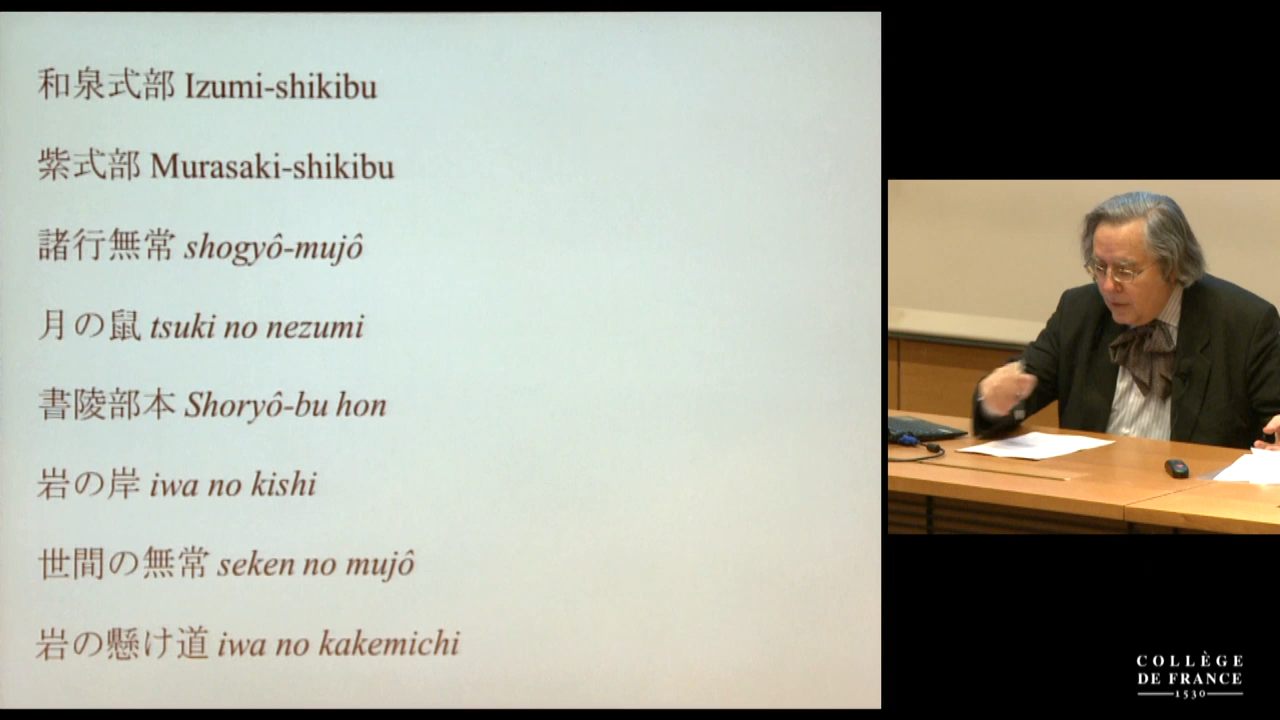 和泉式部 Izumi-shikibu
紫式部 Murasaki-shikibu
諸行無常 shogyô-mujô
月の鼠 tsuki no nezumi
書陵部本 Shoryô-bu hon
岩の岸 iwa no kishi
世間の無常 seken no mujô
岩の懸け道 iwa no kakemichi
COLLÈGE
DE FRANCE
1530